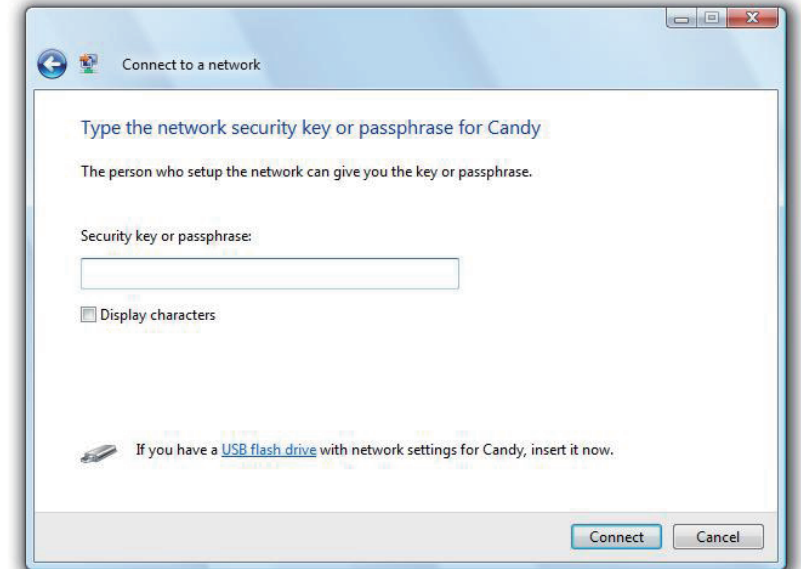 Connect to a network
Type the network security key or passphrase for Candy
The person who setup the network can give you the key or passphrase.
Security key or passphrase:
Display characters
If you have a USB flash drive with network settings for Candy, insert it now.
Connect Cancel